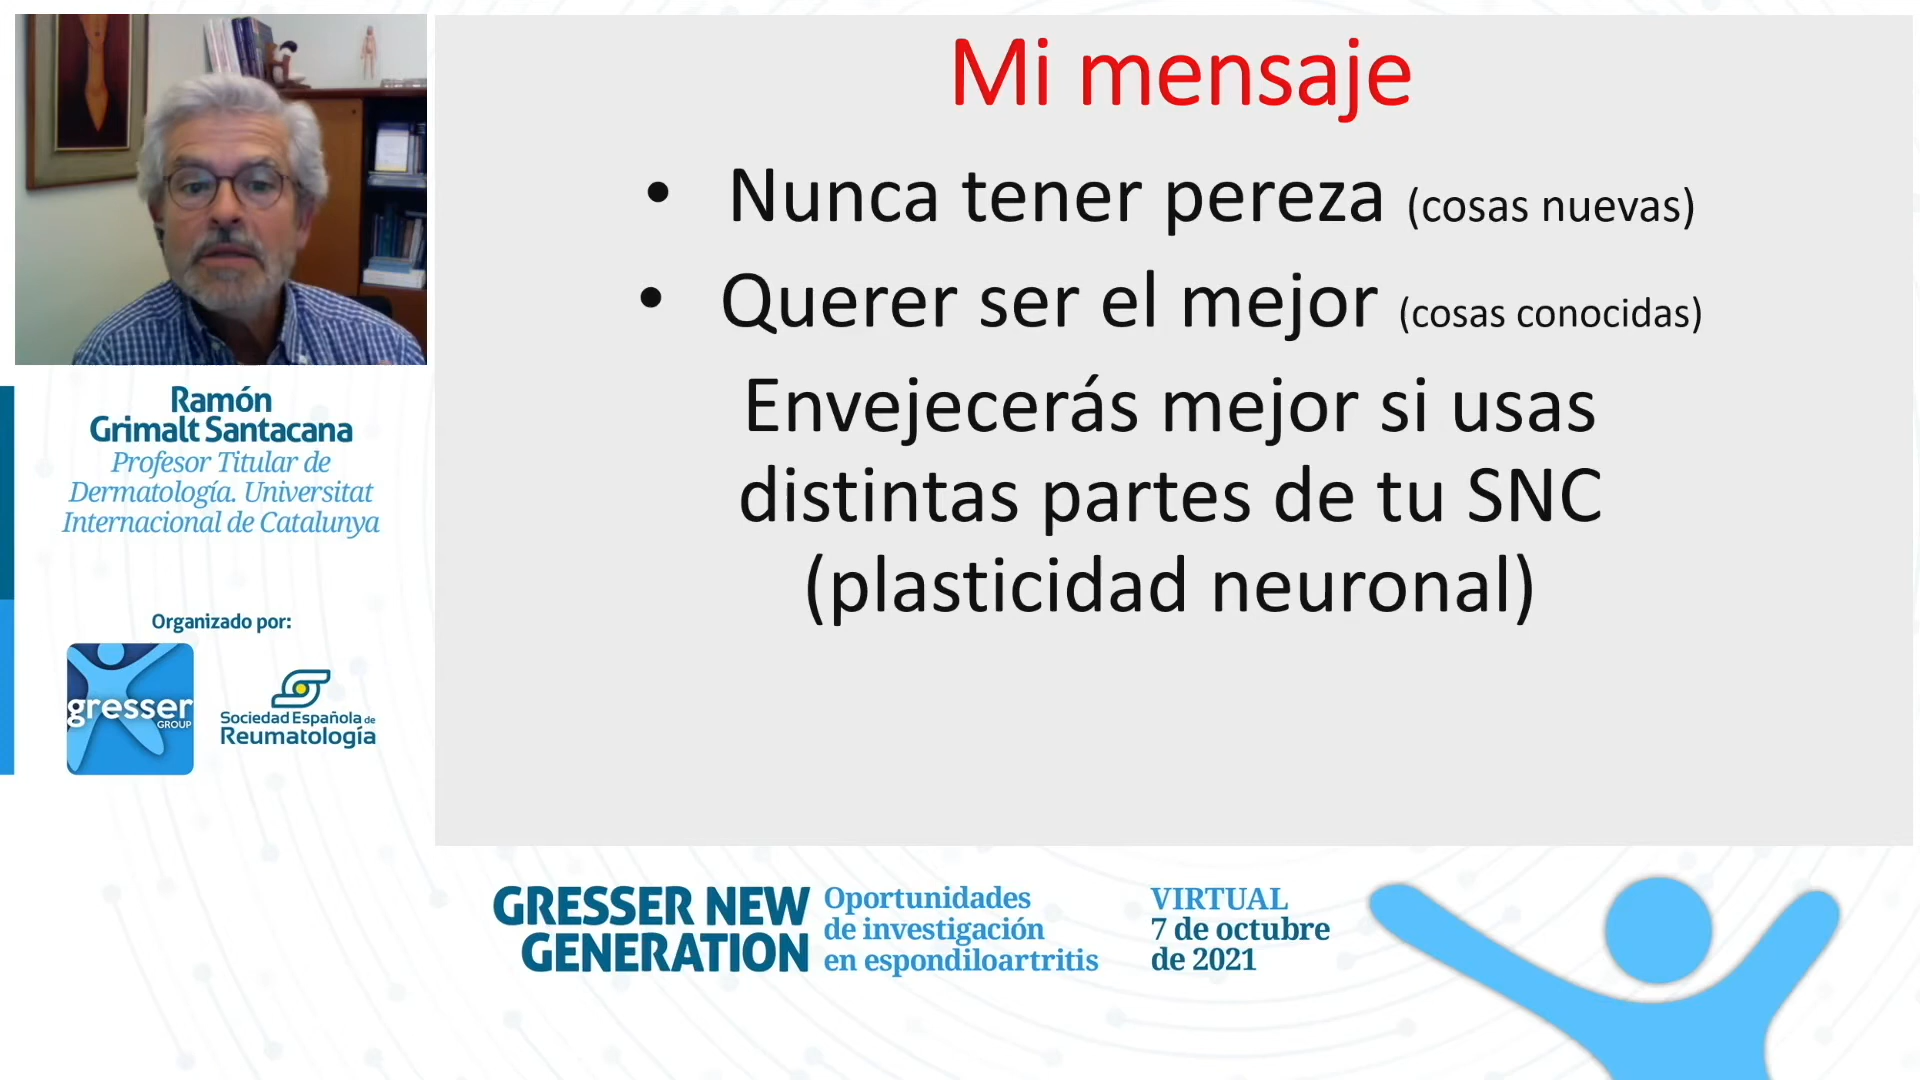 Mi mensaje
• Nunca tener pereza (cosas nuevas)
• Querer ser el mejor (cosas conocidas)
Envejecerás mejor si usas
distintas partes de tu SNC
(plasticidad neuronal)
Ramón
Grimalt Santacana
Profesor Titular de
Dermatología. Universitat
Internacional de Catalunya
Organizado por:
gresser
GROUP
Sociedad Española de
Reumatología
GRESSER NEW
GENERATION
Oportunidades
de investigación
en espondiloartritis
VIRTUAL
7 de octubre
de 2021